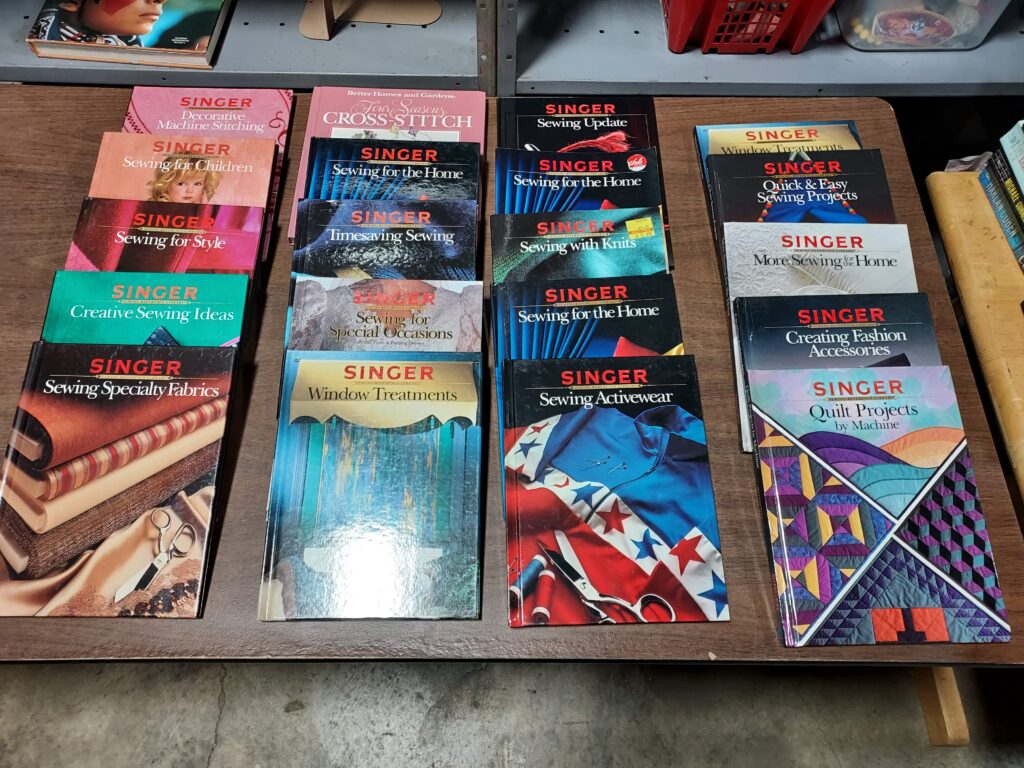 SINGER
Decorative
Machine Stitching
SINGER
Sewing for Children
SINGER
Sewing for Style
SINGER
Creative Sewing Ideas
SINGER
Sewing Specialty Fabrics
Better Homes and Gardens.
Four Seasons
CROSS-STITCH
SINGER
Sewing for the Home
SINGER
Timesaving Sewing
SINGER
Sewing for
Special Occasions
SINGER
Window Treatments
SINGER
Sewing Update
SINGER
Sewing for the Home
SINGER
Sewing with Knits
SINGER
Sewing for the Home
SINGER
Sewing Activewear
SINGER
Window Treatments
SINGER
Quick & Easy
Sewing Projects
SINGER
More Sewing for the Home
SINGER
Creating Fashion
Accessories
SINGER
Quilt Projects
by Machine